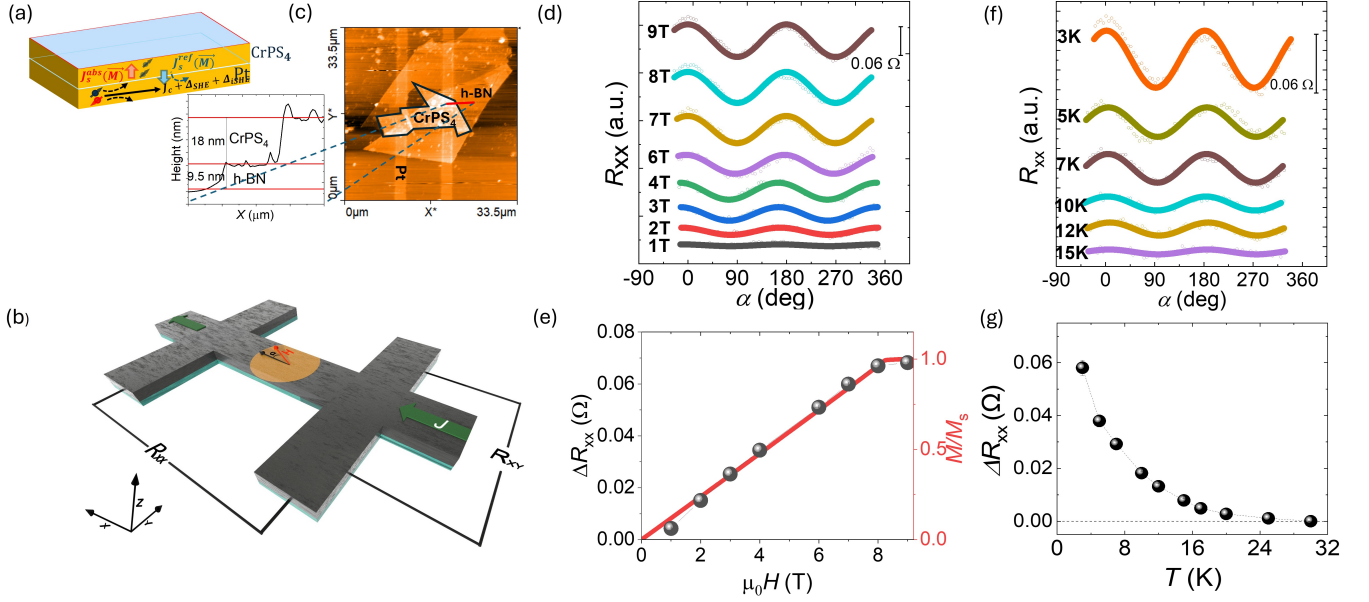 (a)
CrPS₄
J_s^abs(M)
J_s^ref(M)
Pt
J_c + Δ_SHE + Δ_ISHE
Height (nm)
18 nm
CrPS₄
9.5 nm
h-BN
X (μm)
(c)
33.5μm
Y*
0μm
h-BN
CrPS₄
Pt
0μm
X*
33.5μm
(b)
α
H
J
R_XX
R_XY
X
Z
Y
(d)
R_XX (a.u.)
9T
8T
7T
6T
4T
3T
2T
1T
0.06 Ω
-90 0 90 180 270 360
α (deg)
(e)
ΔR_xx (Ω)
0.08
0.06
0.04
0.02
0.00
0 2 4 6 8
μ₀H (T)
1.0
0.5
0.0
M/M_s
(f)
R_xx (a.u.)
3K
5K
7K
10K
12K
15K
0.06 Ω
-90 0 90 180 270 360
α (deg)
(g)
ΔR_xx (Ω)
0.06
0.04
0.02
0.00
0 8 16 24 32
T (K)